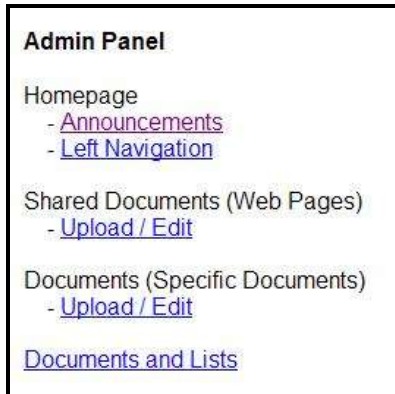 Admin Panel
Homepage
- Announcements
- Left Navigation
Shared Documents (Web Pages)
- Upload / Edit
Documents (Specific Documents)
- Upload / Edit
Documents and Lists